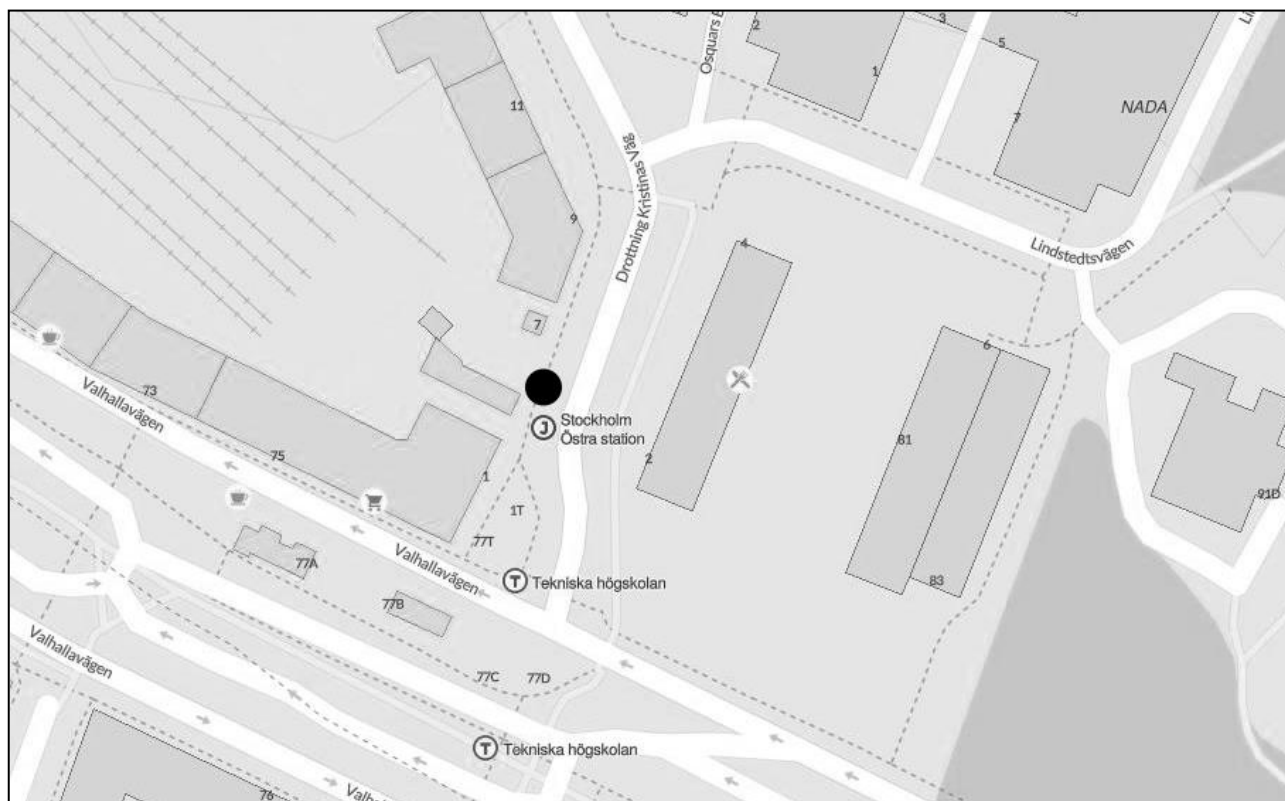 2
3
5
1
7
NADA
Osquars B
Li
11
9
Drottning Kristinas Väg
4
Lindstedtsvägen
7
6
73
Valhallavägen
75
Stockholm
Östra station
J
2
81
1
1T
77T
91D
77A
Valhallavägen
T
Tekniska högskolan
83
77B
Valhallavägen
77C
77D
T
Tekniska högskolan
76
Valh